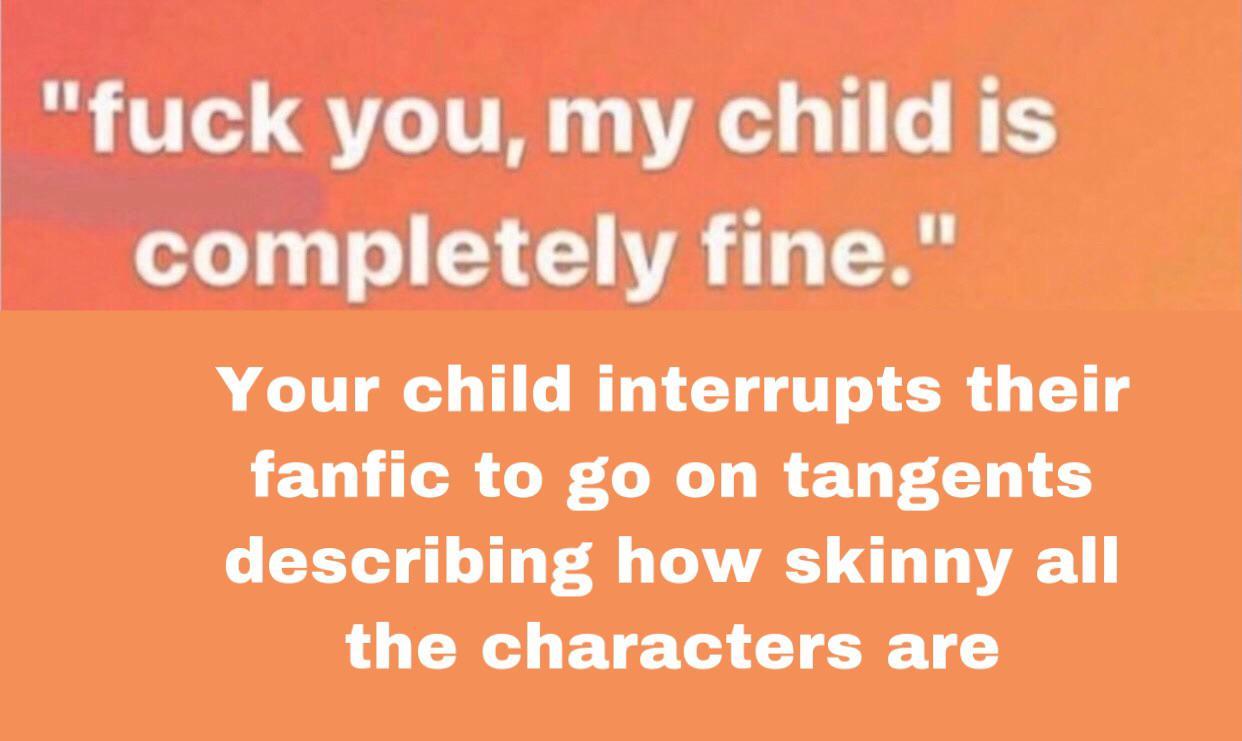 "fuck you, my child is
completely fine."
Your child interrupts their
fanfic to go on tangents
describing how skinny all
the characters are